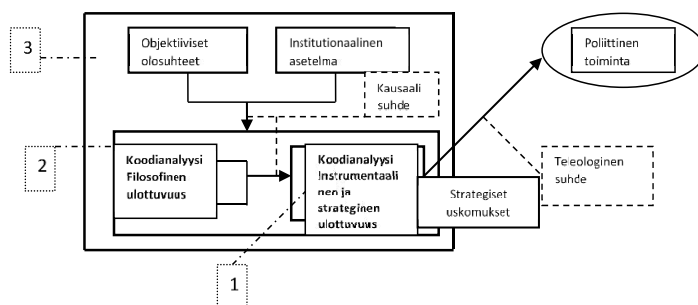 3
Objektiiviset
olosuhteet
Institutionaalinen
asetelma
Poliittinen
toiminta
Kausaali
suhde
2
Koodianalyysi
Filosofinen
ulottuvuus
Koodianalyysi
Instrumentaali
nen ja
strateginen
ulottuvuus
Strategiset
uskomukset
Teleologinen
suhde
1